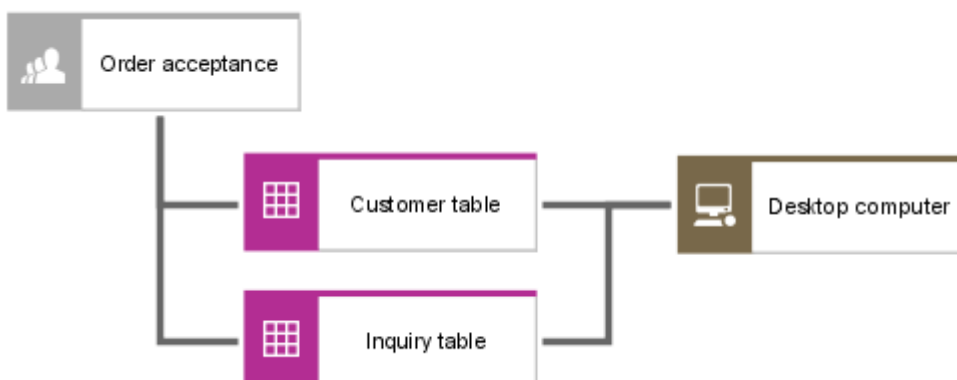 Order acceptance
Customer table
Desktop computer
Inquiry table